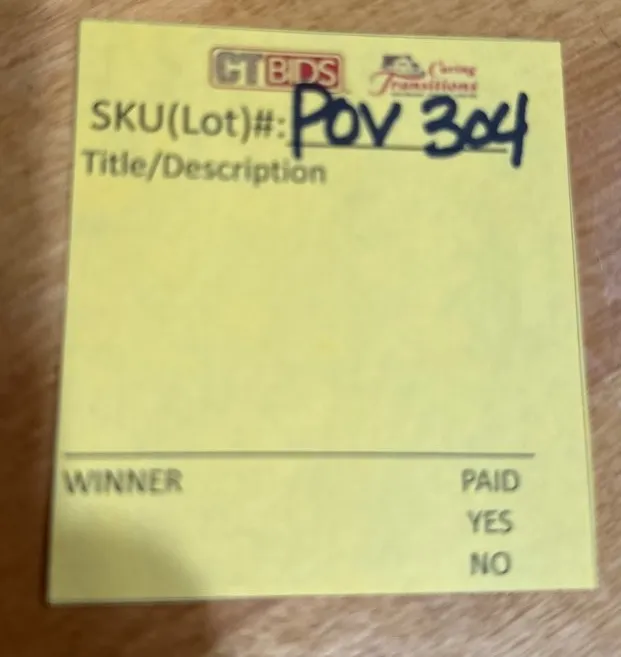 CTBIDS Caring Transitions
SKU(Lot)#: POV 304
Title/Description
WINNER PAID
YES
NO